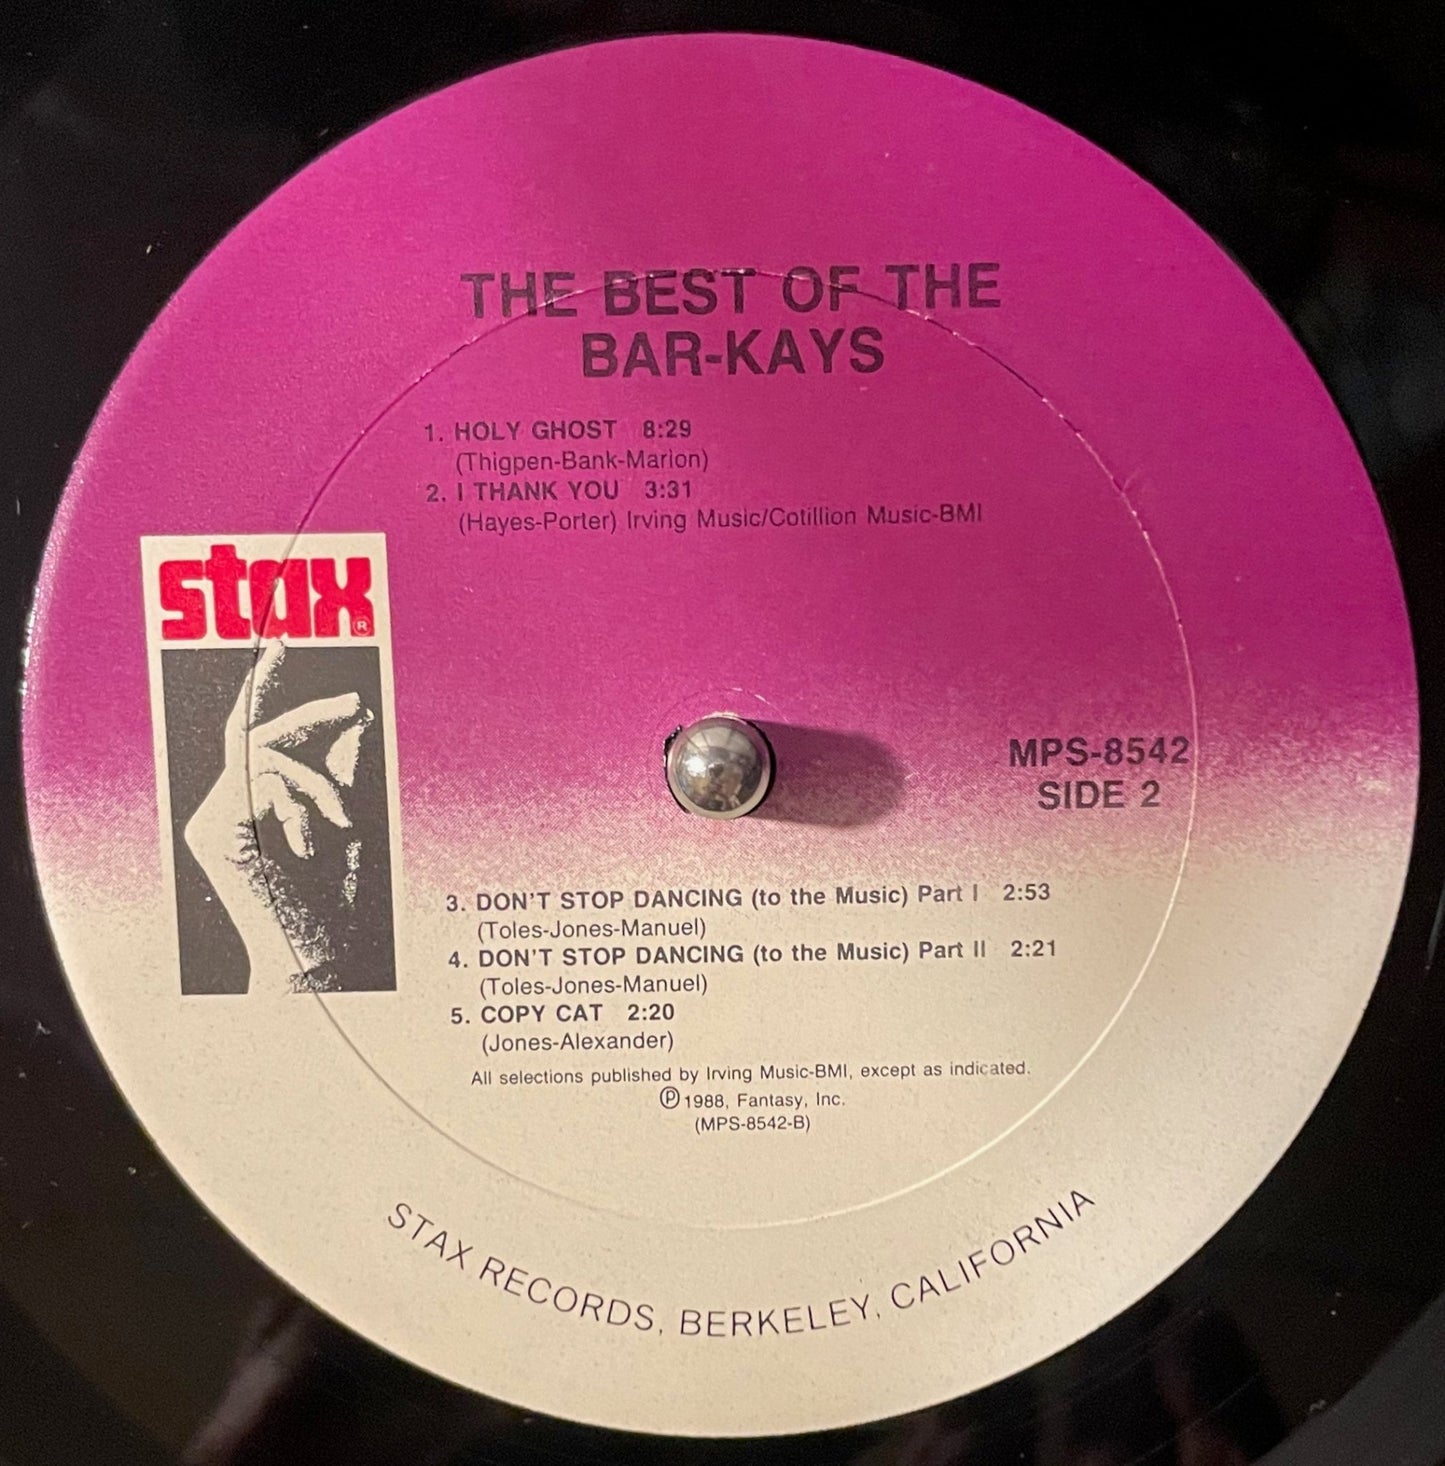 THE BEST OF THE
BAR-KAYS
1. HOLY GHOST 8:29
(Thigpen-Bank-Marion)
2. I THANK YOU 3:31
(Hayes-Porter) Irving Music/Cotillion Music-BMI
stax®
MPS-8542
SIDE 2
3. DON'T STOP DANCING (to the Music) Part I 2:53
(Toles-Jones-Manuel)
4. DON'T STOP DANCING (to the Music) Part II 2:21
(Toles-Jones-Manuel)
5. COPY CAT 2:20
(Jones-Alexander)
All selections published by Irving Music-BMI, except as indicated.
℗ 1988, Fantasy, Inc.
(MPS-8542-B)
STAX RECORDS, BERKELEY, CALIFORNIA